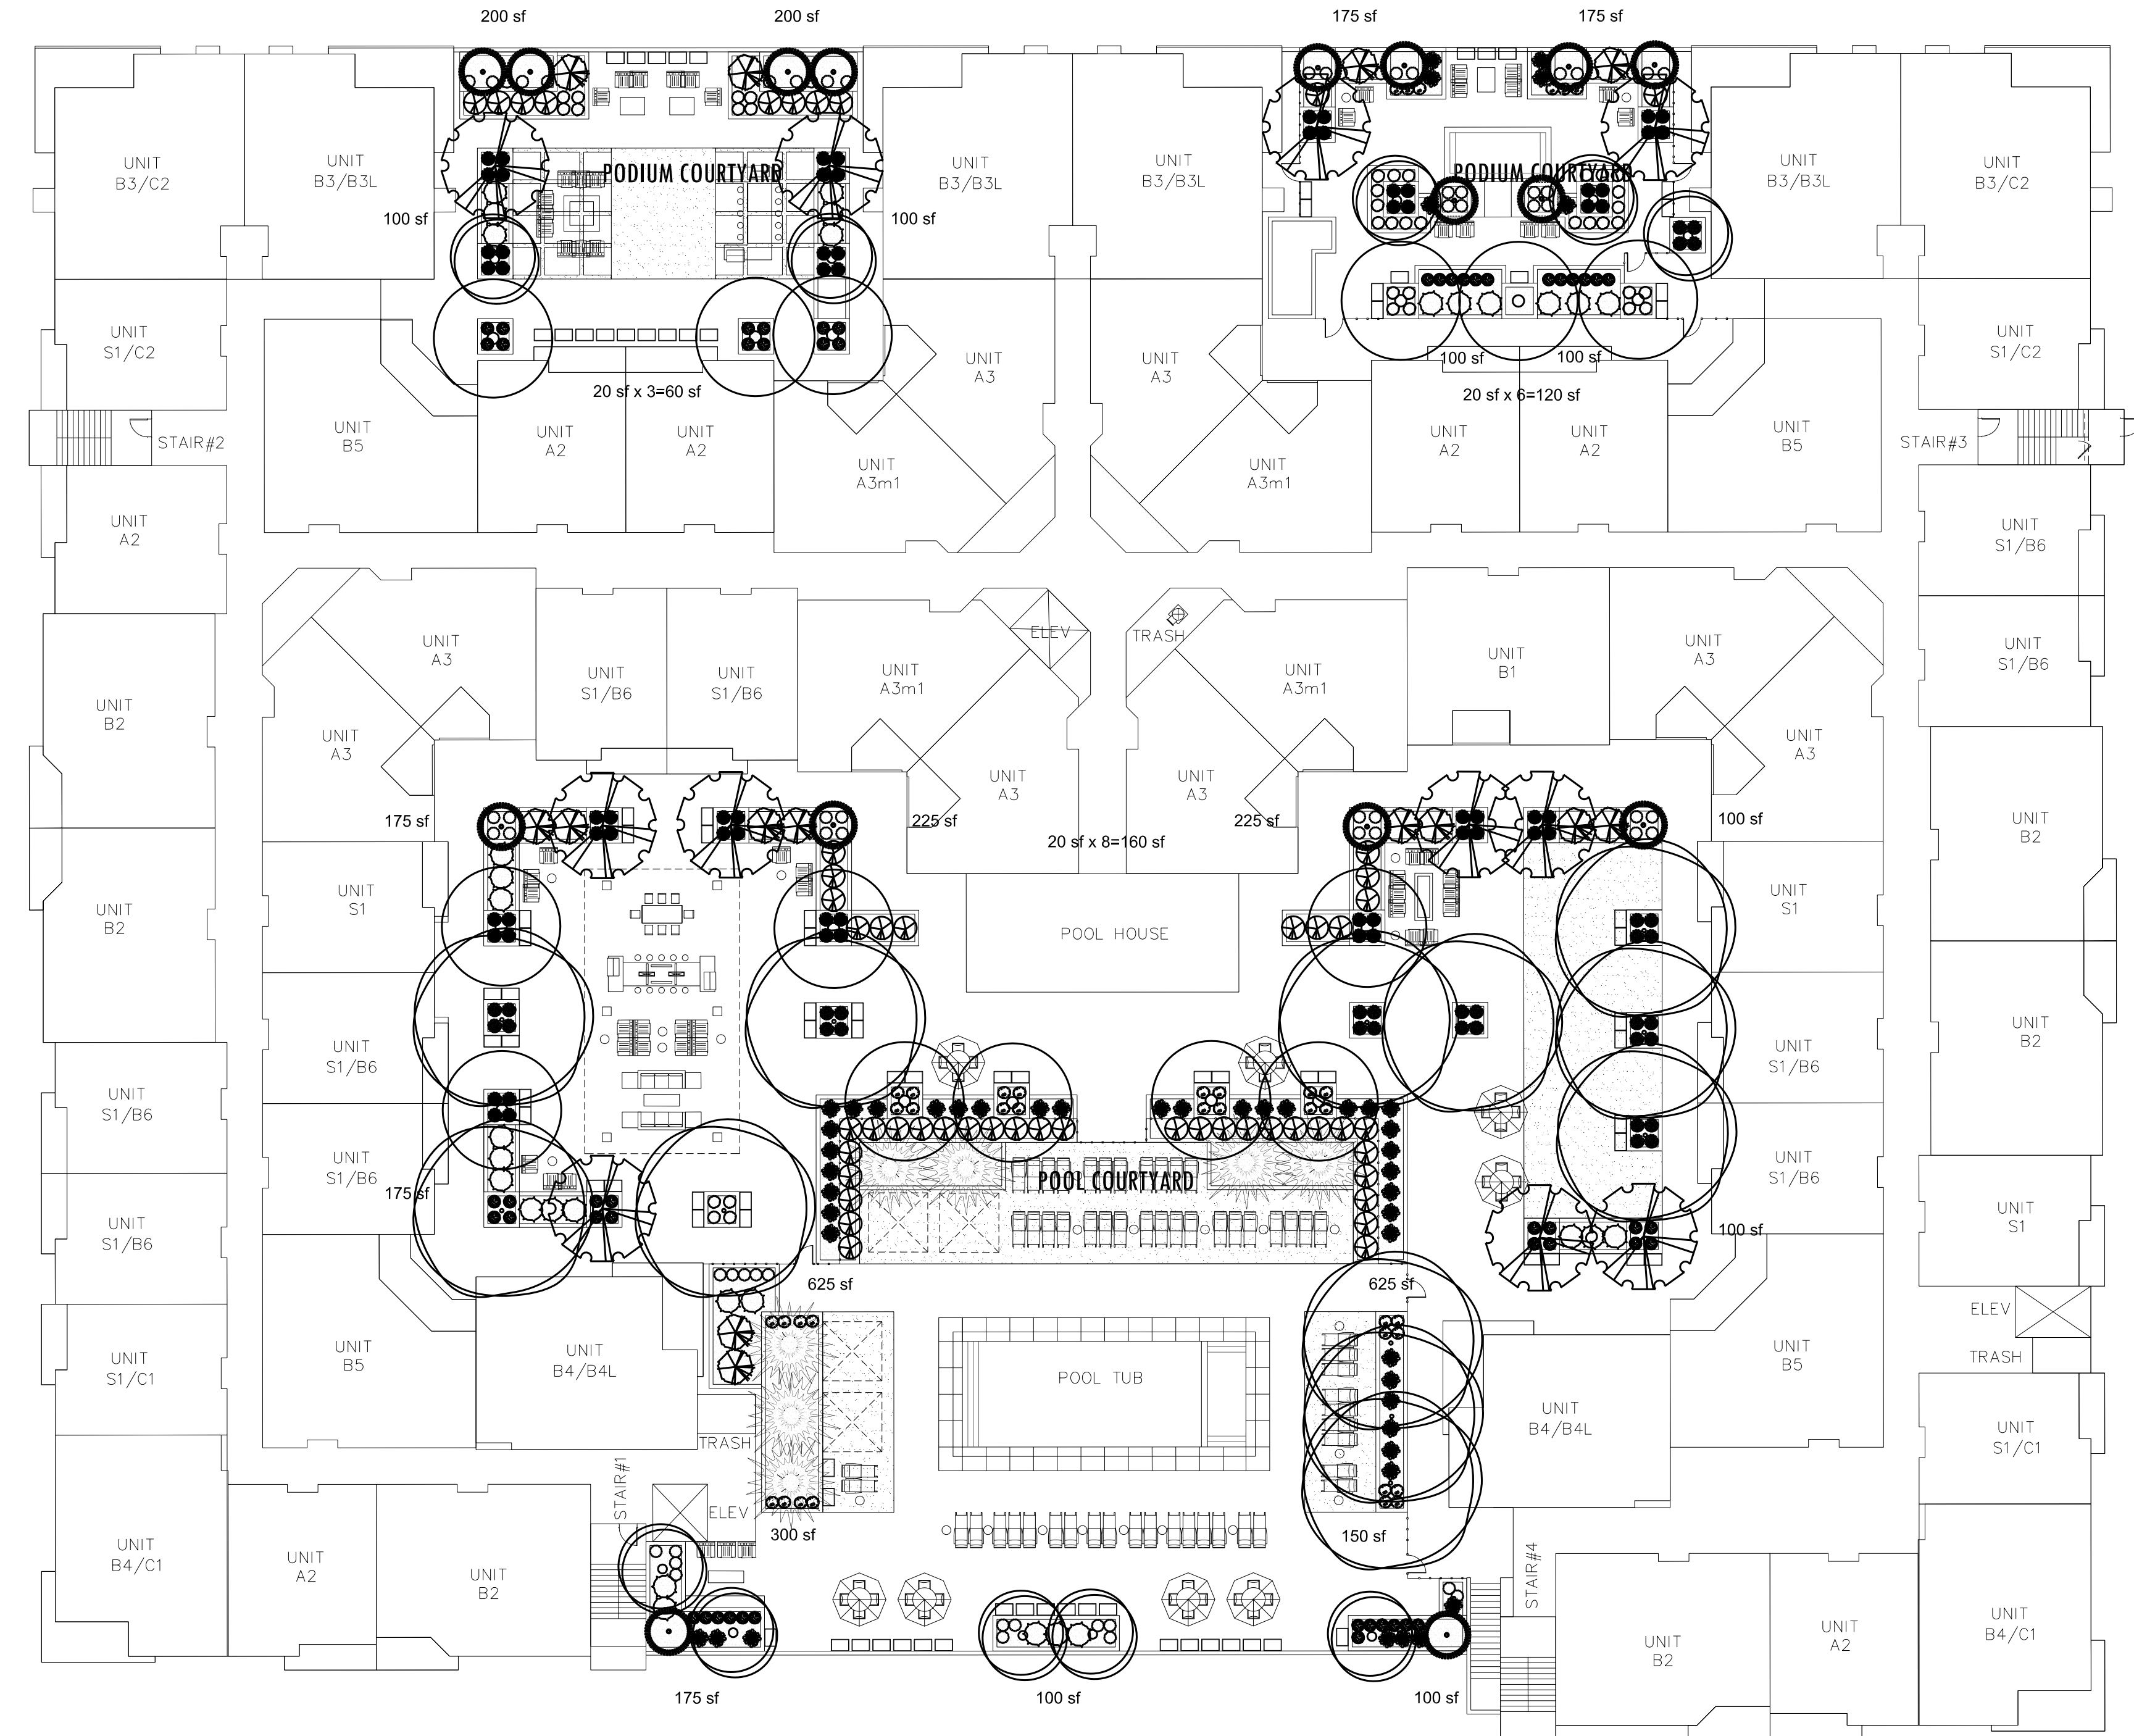 200 sf
200 sf
175 sf
175 sf
UNIT
B3/C2
UNIT
B3/B3L
PODIUM COURTYARD
UNIT
B3/B3L
UNIT
B3/B3L
PODIUM COURTYARD
UNIT
B3/B3L
UNIT
B3/C2
100 sf
100 sf
UNIT
S1/C2
UNIT
A3
UNIT
A3
100 sf
100 sf
UNIT
S1/C2
20 sf x 3=60 sf
20 sf x 6=120 sf
STAIR#2
UNIT
B5
UNIT
A2
UNIT
A2
UNIT
A3m1
UNIT
A3m1
UNIT
A2
UNIT
A2
UNIT
B5
STAIR#3
UNIT
A2
UNIT
S1/B6
UNIT
A3
UNIT
S1/B6
UNIT
S1/B6
UNIT
A3m1
ELEV
TRASH
UNIT
A3m1
UNIT
B1
UNIT
A3
UNIT
S1/B6
UNIT
B2
UNIT
A3
UNIT
A3
UNIT
A3
UNIT
A3
175 sf
225 sf
20 sf x 8=160 sf
225 sf
100 sf
UNIT
B2
UNIT
B2
UNIT
S1
POOL HOUSE
UNIT
S1
UNIT
S1/B6
UNIT
S1/B6
UNIT
S1/B6
UNIT
B2
UNIT
S1/B6
175 sf
POOL COURTYARD
UNIT
S1/B6
100 sf
UNIT
S1/B6
UNIT
S1
625 sf
625 sf
ELEV
UNIT
S1/C1
UNIT
B5
UNIT
B4/B4L
POOL TUB
UNIT
B4/B4L
UNIT
B5
TRASH
TRASH
UNIT
S1/C1
STAIR#1
ELEV
300 sf
150 sf
UNIT
B4/C1
UNIT
A2
UNIT
B2
STAIR#4
UNIT
B2
UNIT
A2
UNIT
B4/C1
175 sf
100 sf
100 sf